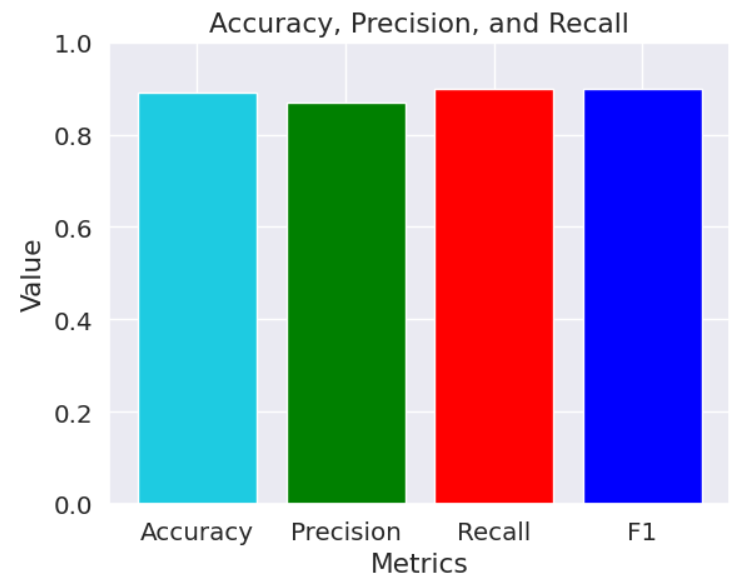 Accuracy, Precision, and Recall
1.0
0.8
0.6
0.4
0.2
0.0
Value
Accuracy Precision Recall F1
Metrics